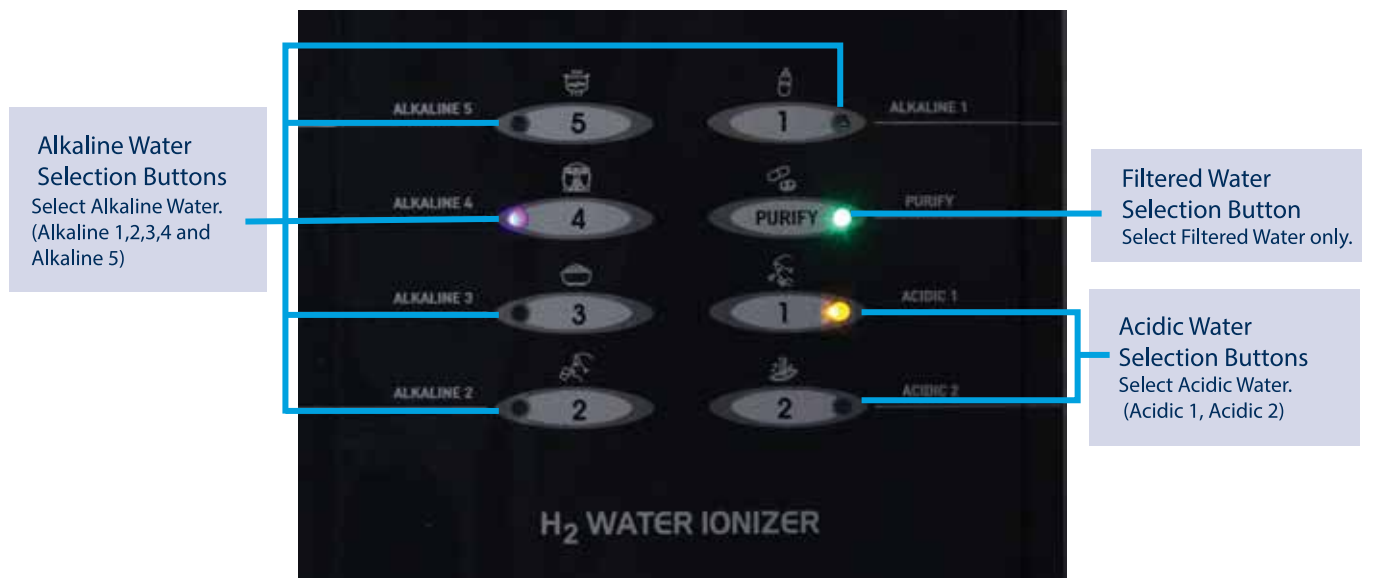 Alkaline Water
Selection Buttons
Select Alkaline Water.
(Alkaline 1,2,3,4 and
Alkaline 5)
ALKALINE 5
5
1
ALKALINE 1
ALKALINE 4
4
PURIFY
PURIFY
ALKALINE 3
3
1
ACIDIC 1
ALKALINE 2
2
2
ACIDIC 2
H2 WATER IONIZER
Filtered Water
Selection Button
Select Filtered Water only.
Acidic Water
Selection Buttons
Select Acidic Water.
(Acidic 1, Acidic 2)